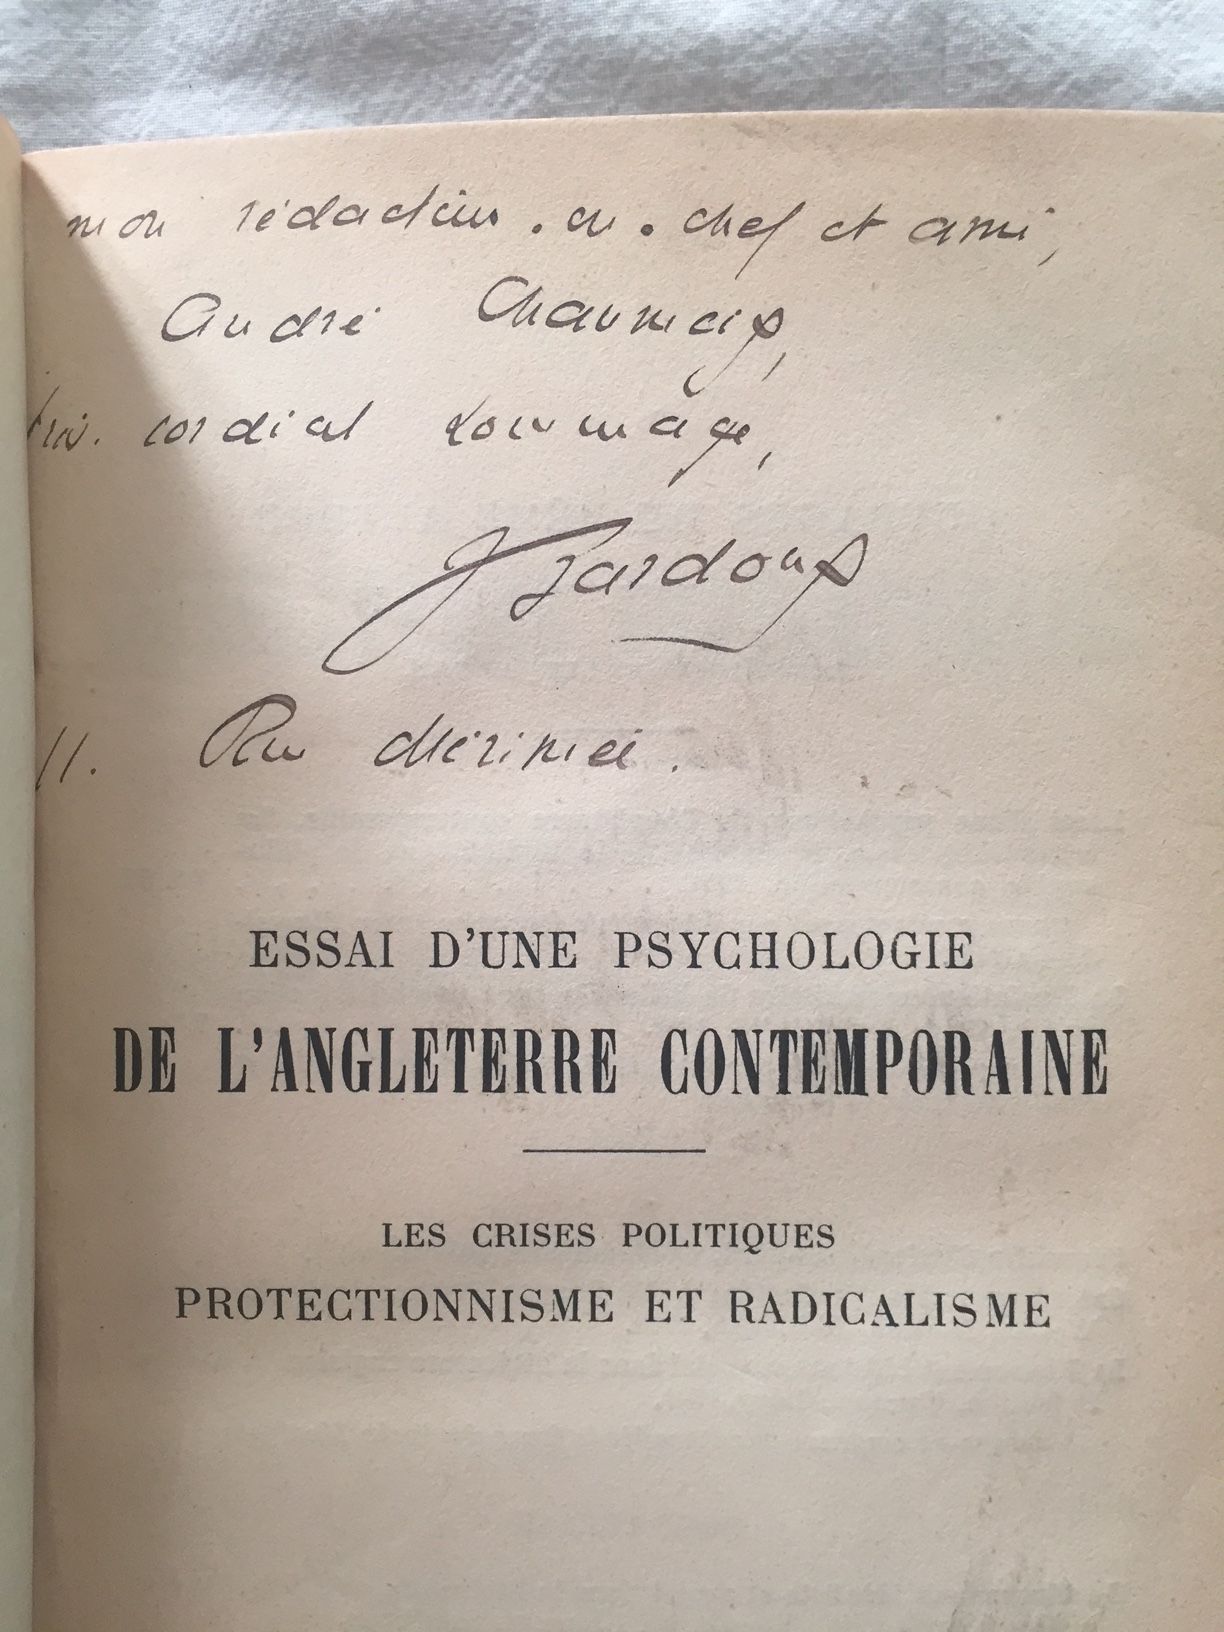 mon rédacteur.en.chef et ami,
André Chaumeix,
très. cordial hommage,
J Bardoux
11. Rue Mérimée.
ESSAI D'UNE PSYCHOLOGIE
DE L'ANGLETERRE CONTEMPORAINE
LES CRISES POLITIQUES
PROTECTIONNISME ET RADICALISME